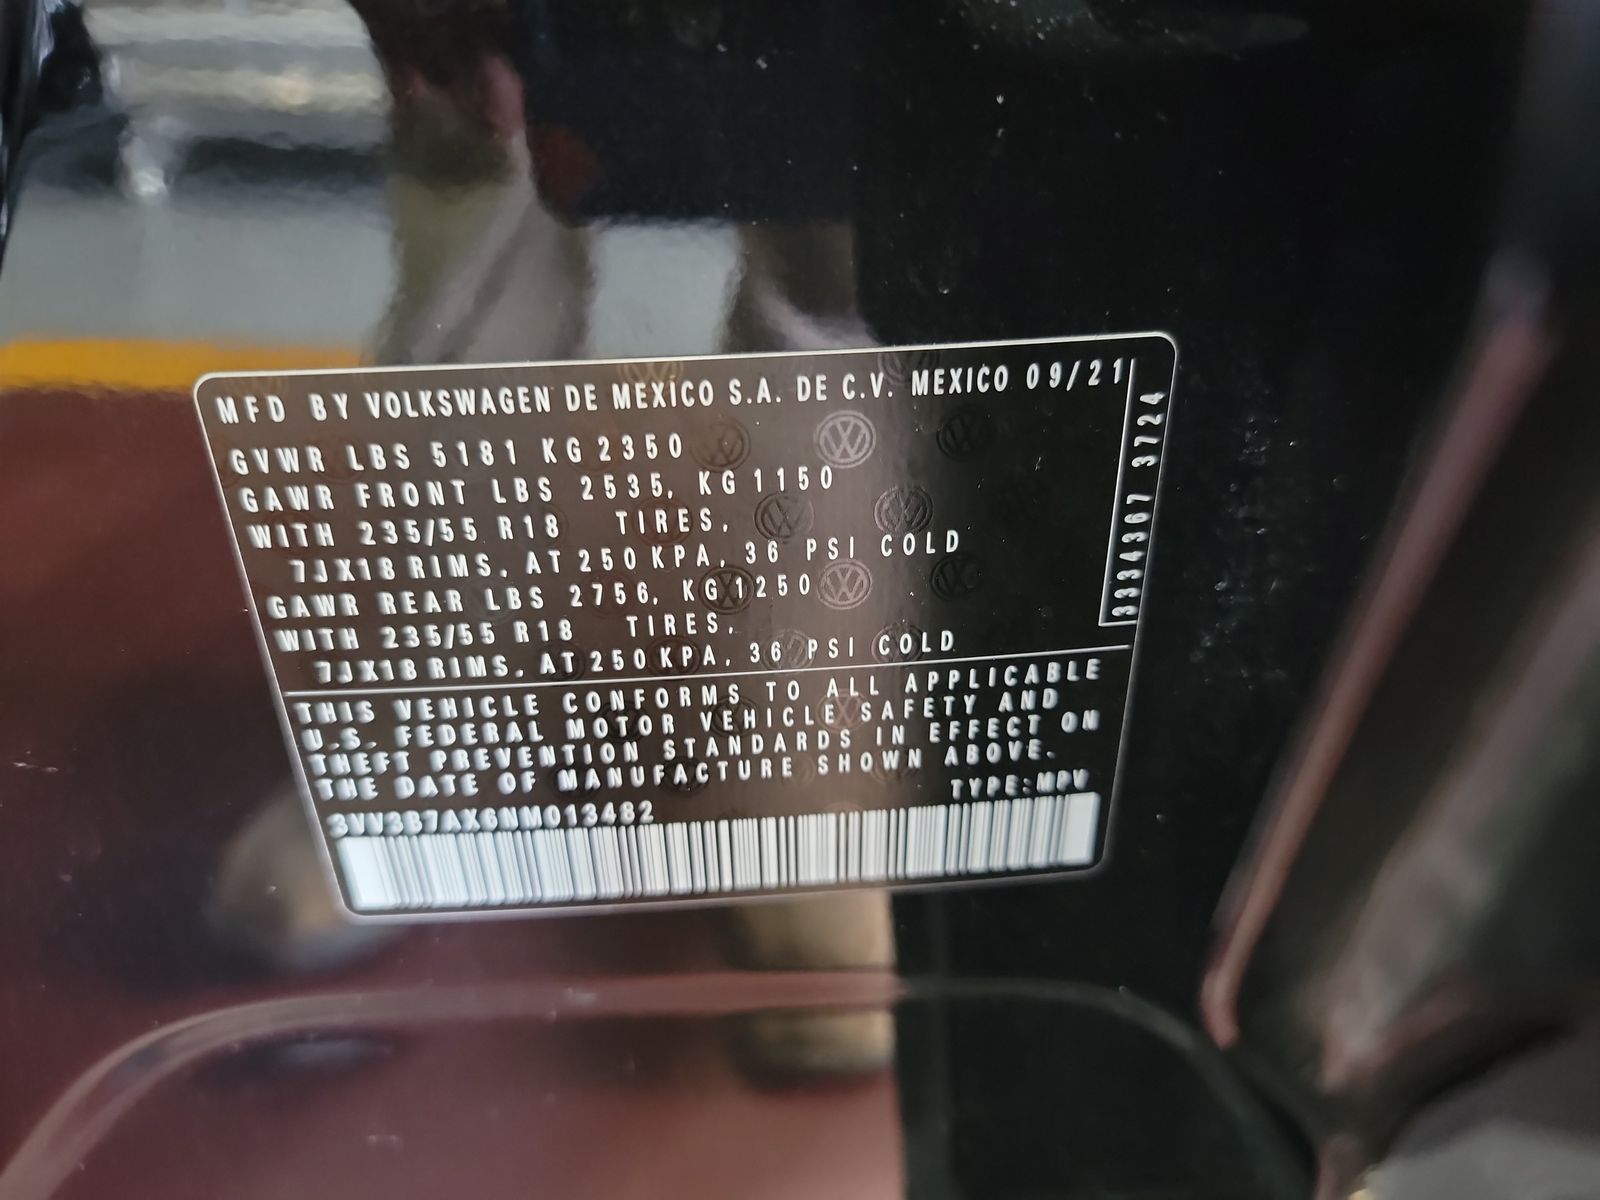 MFD BY VOLKSWAGEN DE MEXICO S.A. DE C.V. MEXICO 09/21
GVWR LBS 5181 KG 2350
GAWR FRONT LBS 2535, KG 1150
WITH 235/55 R18 TIRES,
7JX18 RIMS, AT 250 KPA, 36 PSI COLD
GAWR REAR LBS 2756, KG 1250
WITH 235/55 R18 TIRES,
7JX18 RIMS, AT 250 KPA, 36 PSI COLD
3334367 3724
THIS VEHICLE CONFORMS TO ALL APPLICABLE
U.S. FEDERAL MOTOR VEHICLE SAFETY AND
THEFT PREVENTION STANDARDS IN EFFECT ON
THE DATE OF MANUFACTURE SHOWN ABOVE.
TYPE:MPV
3VV3B7AX6NM013482